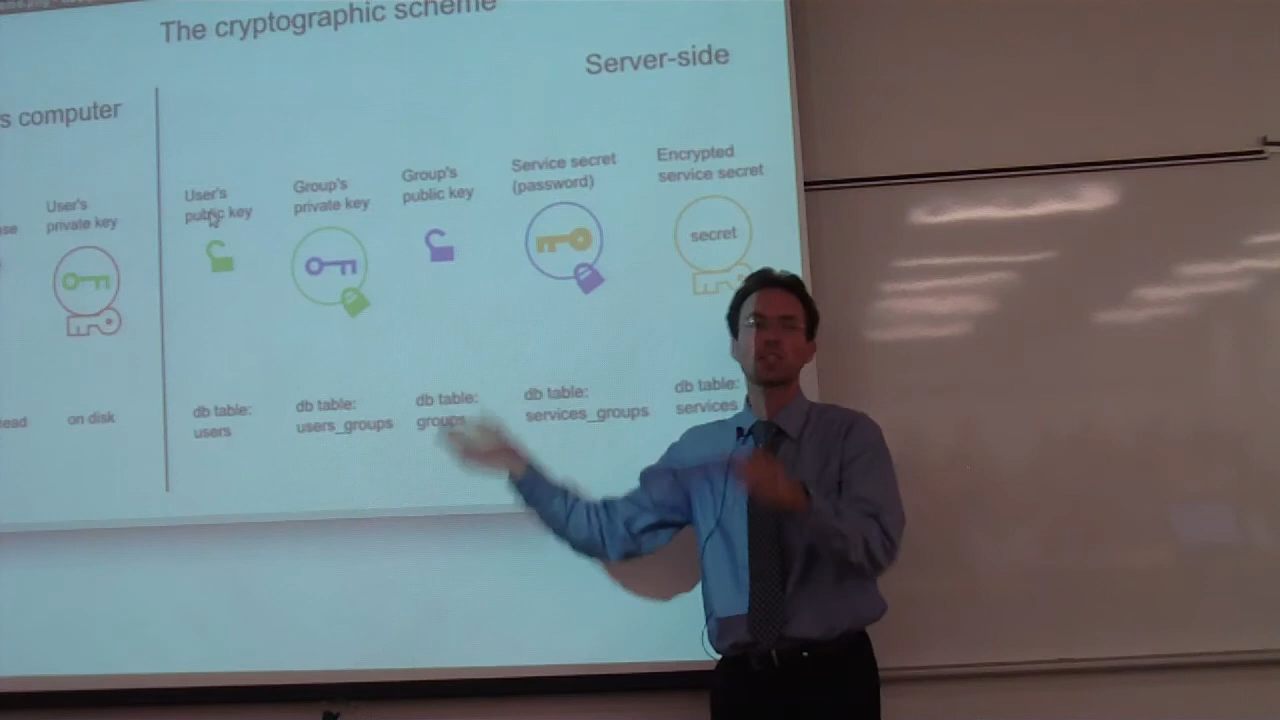 The cryptographic scheme
Server-side
s computer
User's
private key
on disk
User's
public key
db table:
users
Group's
private key
db table:
users_groups
Group's
public key
db table:
groups
Service secret
(password)
db table:
services_groups
Encrypted
service secret
secret
db table:
services